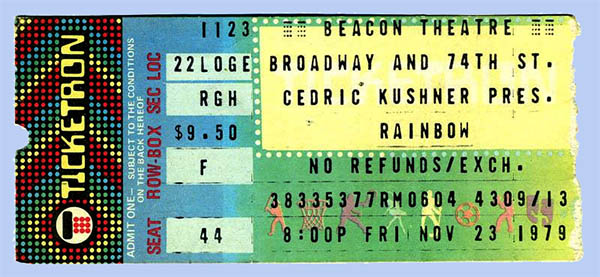 TICKETRON
ADMIT ONE— SUBJECT TO THE CONDITIONS
ON THE BACK HEREOF
SEAT ROW-BOX SEC LOC
1123
22LOGE
RGH
$9.50
F
44
BEACON THEATRE
BROADWAY AND 74TH ST.
CEDRIC KUSHNER PRES.
RAINBOW
NO REFUNDS/EXCH.
38335377RM0604 4309/13
8:00P FRI NOV 23 1979